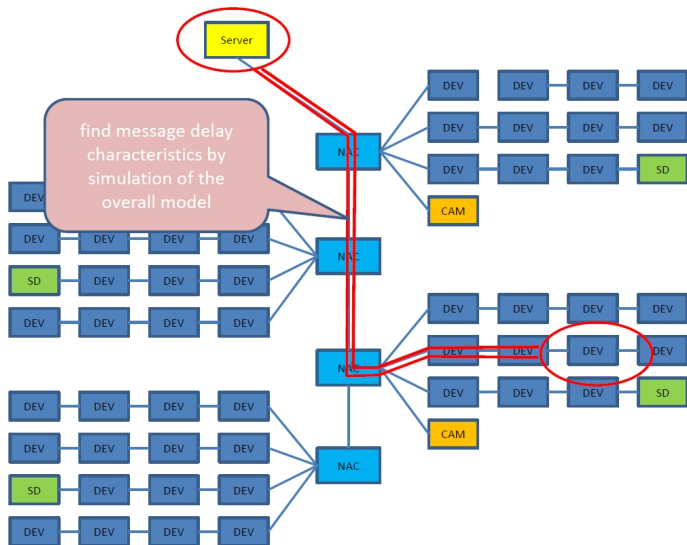 Server
DEV DEV DEV DEV
find message delay
characteristics by
simulation of the
overall model
DEV DEV DEV DEV
NAC
DEV DEV DEV SD
DEV
CAM
DEV DEV DEV DEV
NAC
SD DEV DEV DEV
DEV DEV DEV DEV
DEV DEV DEV DEV
DEV DEV DEV DEV
NAC
DEV DEV DEV SD
DEV DEV DEV DEV
CAM
DEV DEV DEV DEV
NAC
SD DEV DEV DEV
DEV DEV DEV DEV